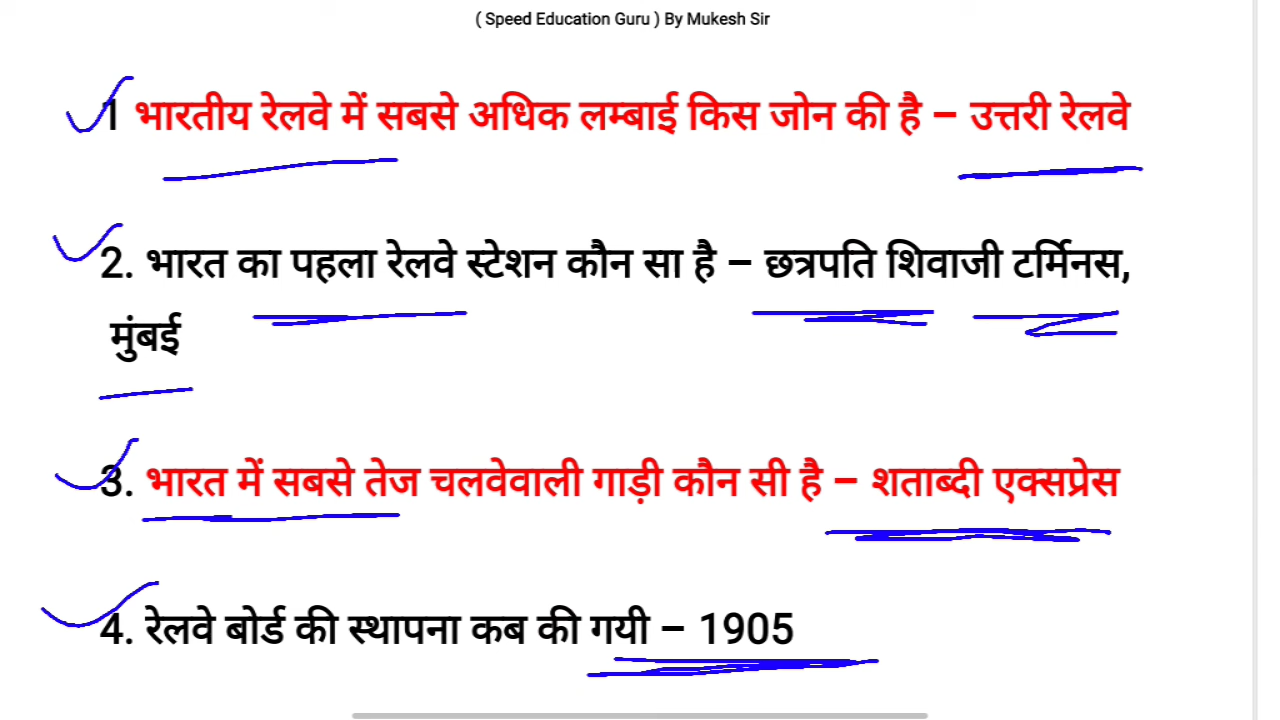 ( Speed Education Guru ) By Mukesh Sir
1 भारतीय रेलवे में सबसे अधिक लम्बाई किस जोन की है – उत्तरी रेलवे
2. भारत का पहला रेलवे स्टेशन कौन सा है – छत्रपति शिवाजी टर्मिनस,
मुंबई
3. भारत में सबसे तेज चलवेवाली गाड़ी कौन सी है – शताब्दी एक्सप्रेस
4. रेलवे बोर्ड की स्थापना कब की गयी – 1905